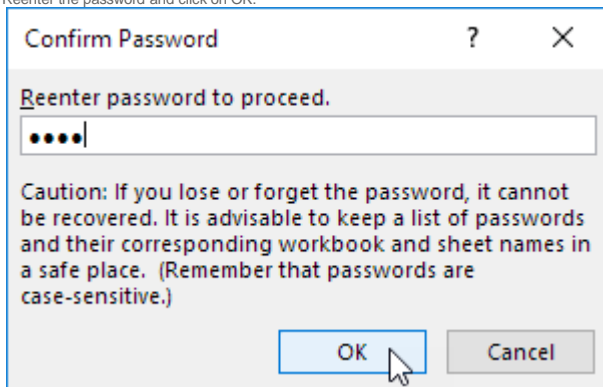 Reenter the password and click on OK.
Confirm Password ? ✕
Reenter password to proceed.
••••
Caution: If you lose or forget the password, it cannot
be recovered. It is advisable to keep a list of passwords
and their corresponding workbook and sheet names in
a safe place.  (Remember that passwords are
case-sensitive.)
OK Cancel